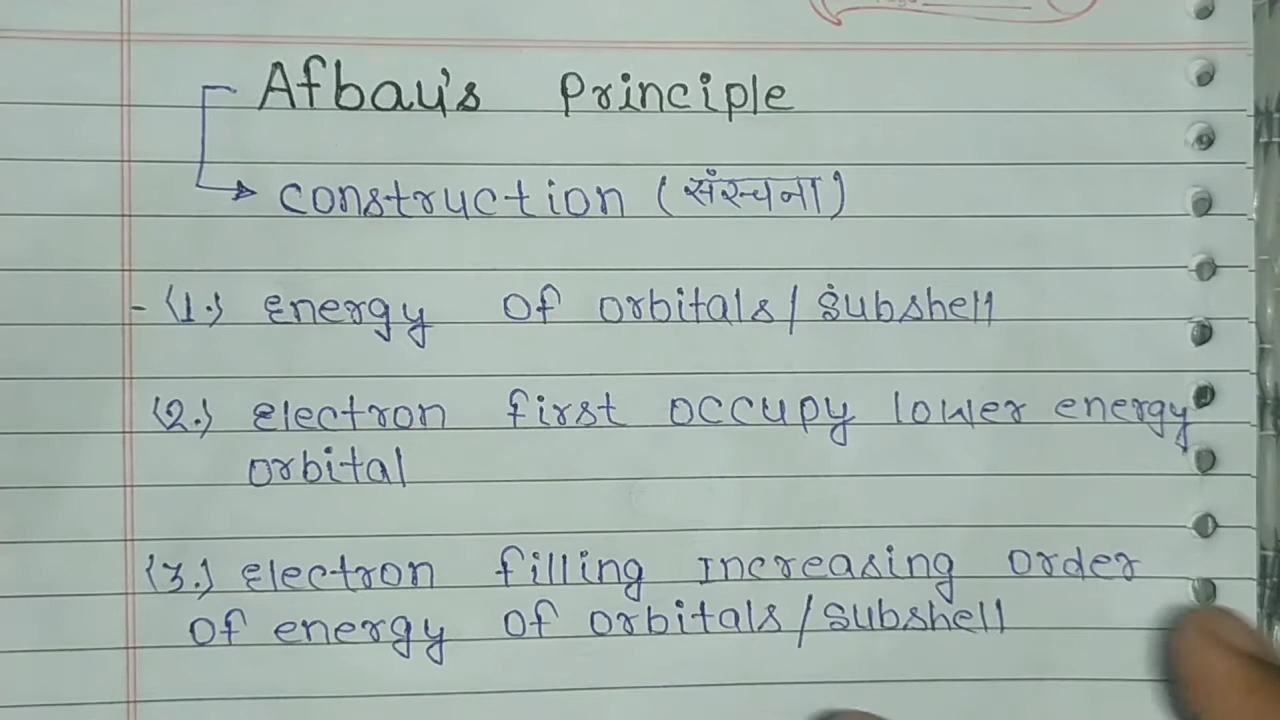 Afbau's Principle
construction (संरचना)
(1.) energy of orbitals/subshell
(2.) electron first occupy lower energy
orbital
(3.) electron filling increasing order
of energy of orbitals/subshell